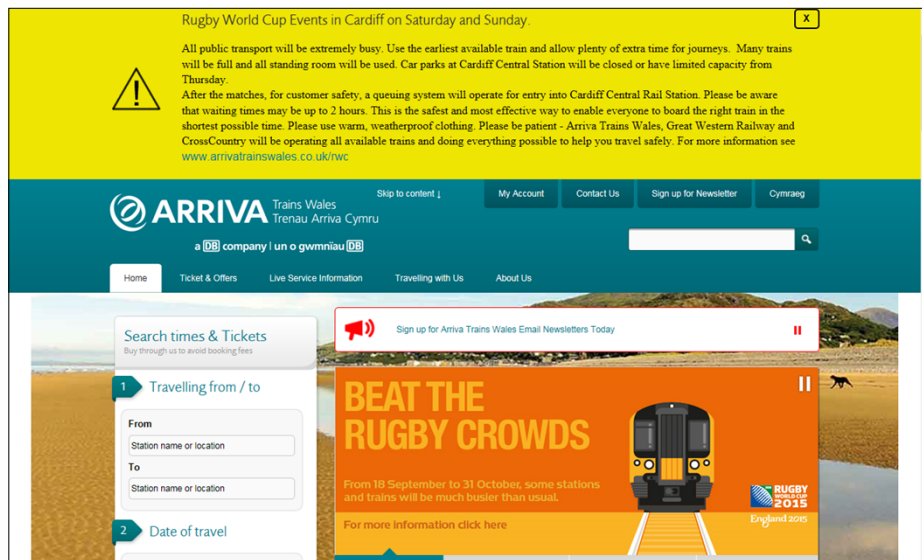 Rugby World Cup Events in Cardiff on Saturday and Sunday.
X
All public transport will be extremely busy. Use the earliest available train and allow plenty of extra time for journeys. Many trains
will be full and all standing room will be used. Car parks at Cardiff Central Station will be closed or have limited capacity from
Thursday.
After the matches, for customer safety, a queuing system will operate for entry into Cardiff Central Rail Station. Please be aware
that waiting times may be up to 2 hours. This is the safest and most effective way to enable everyone to board the right train in the
shortest possible time. Please use warm, weatherproof clothing. Please be patient - Arriva Trains Wales, Great Western Railway and
CrossCountry will be operating all available trains and doing everything possible to help you travel safely. For more information see
www.arrivatrainswales.co.uk/rwc
Skip to content ↓
My Account
Contact Us
Sign up for Newsletter
Cymraeg
ARRIVA
Trains Wales
Trenau Arriva Cymru
a DB company | un o gwmnïau DB
Home
Ticket & Offers
Live Service Information
Travelling with Us
About Us
Search times & Tickets
Buy through us to avoid booking fees
Sign up for Arriva Trains Wales Email Newsletters Today
1 Travelling from / to
From
Station name or location
To
Station name or location
2 Date of travel
BEAT THE
RUGBY CROWDS
From 18 September to 31 October, some stations
and trains will be much busier than usual.
For more information click here
RUGBY
WORLD CUP
2015
England 2015